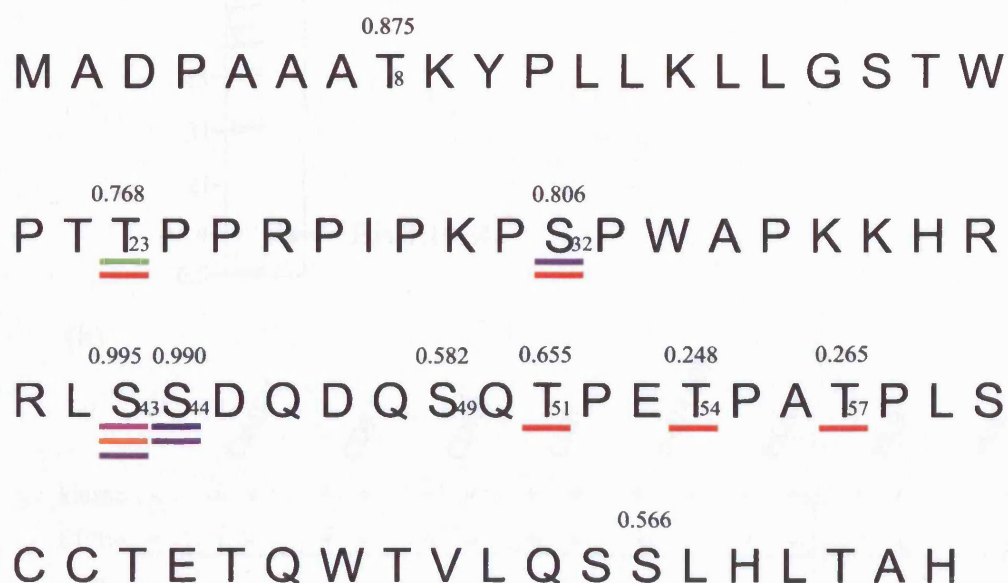 0.875
M A D P A A A T8 K Y P L L K L L G S T W
0.768 0.806
P T T23 P P R P I P K P S32 P W A P K K H R
0.995 0.990 0.582 0.655 0.248 0.265
R L S43 S44 D Q D Q S49 Q T51 P E T54 P A T57 P L S
0.566
C C T E T Q W T V L Q S S L H L T A H